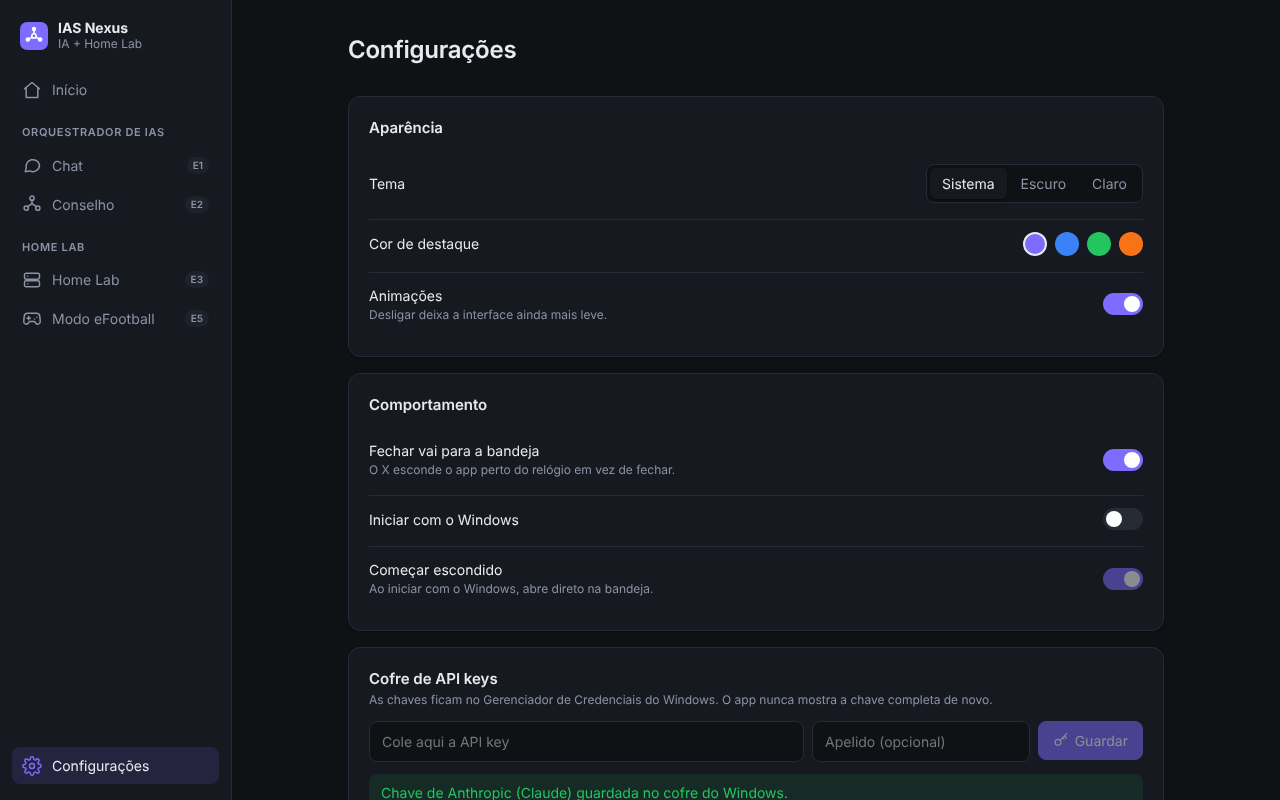 IAS Nexus
IA + Home Lab
Início
ORQUESTRADOR DE IAS
Chat E1
Conselho E2
HOME LAB
Home Lab E3
Modo eFootball E5
Configurações
Configurações
Aparência
Tema Sistema Escuro Claro
Cor de destaque
Animações
Desligar deixa a interface ainda mais leve.
Comportamento
Fechar vai para a bandeja
O X esconde o app perto do relógio em vez de fechar.
Iniciar com o Windows
Começar escondido
Ao iniciar com o Windows, abre direto na bandeja.
Cofre de API keys
As chaves ficam no Gerenciador de Credenciais do Windows. O app nunca mostra a chave completa de novo.
Cole aqui a API key Apelido (opcional) Guardar
Chave de Anthropic (Claude) guardada no cofre do Windows.